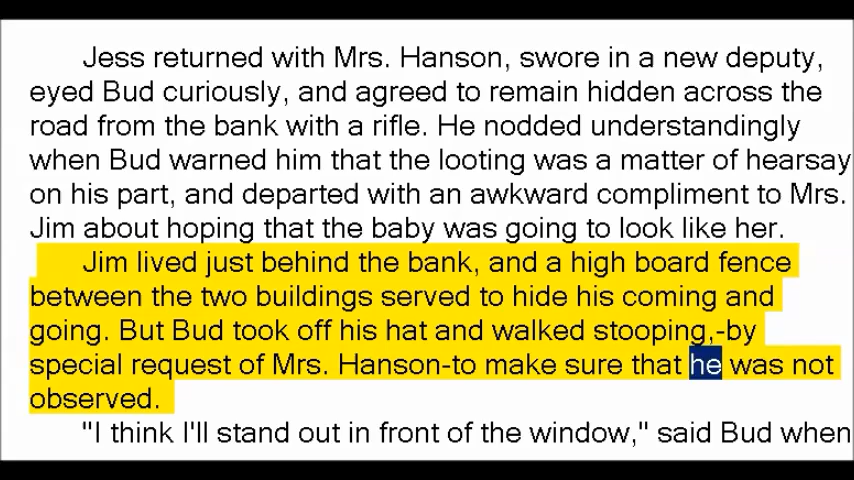 Jess returned with Mrs. Hanson, swore in a new deputy,
eyed Bud curiously, and agreed to remain hidden across the
road from the bank with a rifle. He nodded understandingly
when Bud warned him that the looting was a matter of hearsay
on his part, and departed with an awkward compliment to Mrs.
Jim about hoping that the baby was going to look like her.
Jim lived just behind the bank, and a high board fence
between the two buildings served to hide his coming and
going. But Bud took off his hat and walked stooping,-by
special request of Mrs. Hanson-to make sure that he was not
observed.
"I think I'll stand out in front of the window," said Bud when